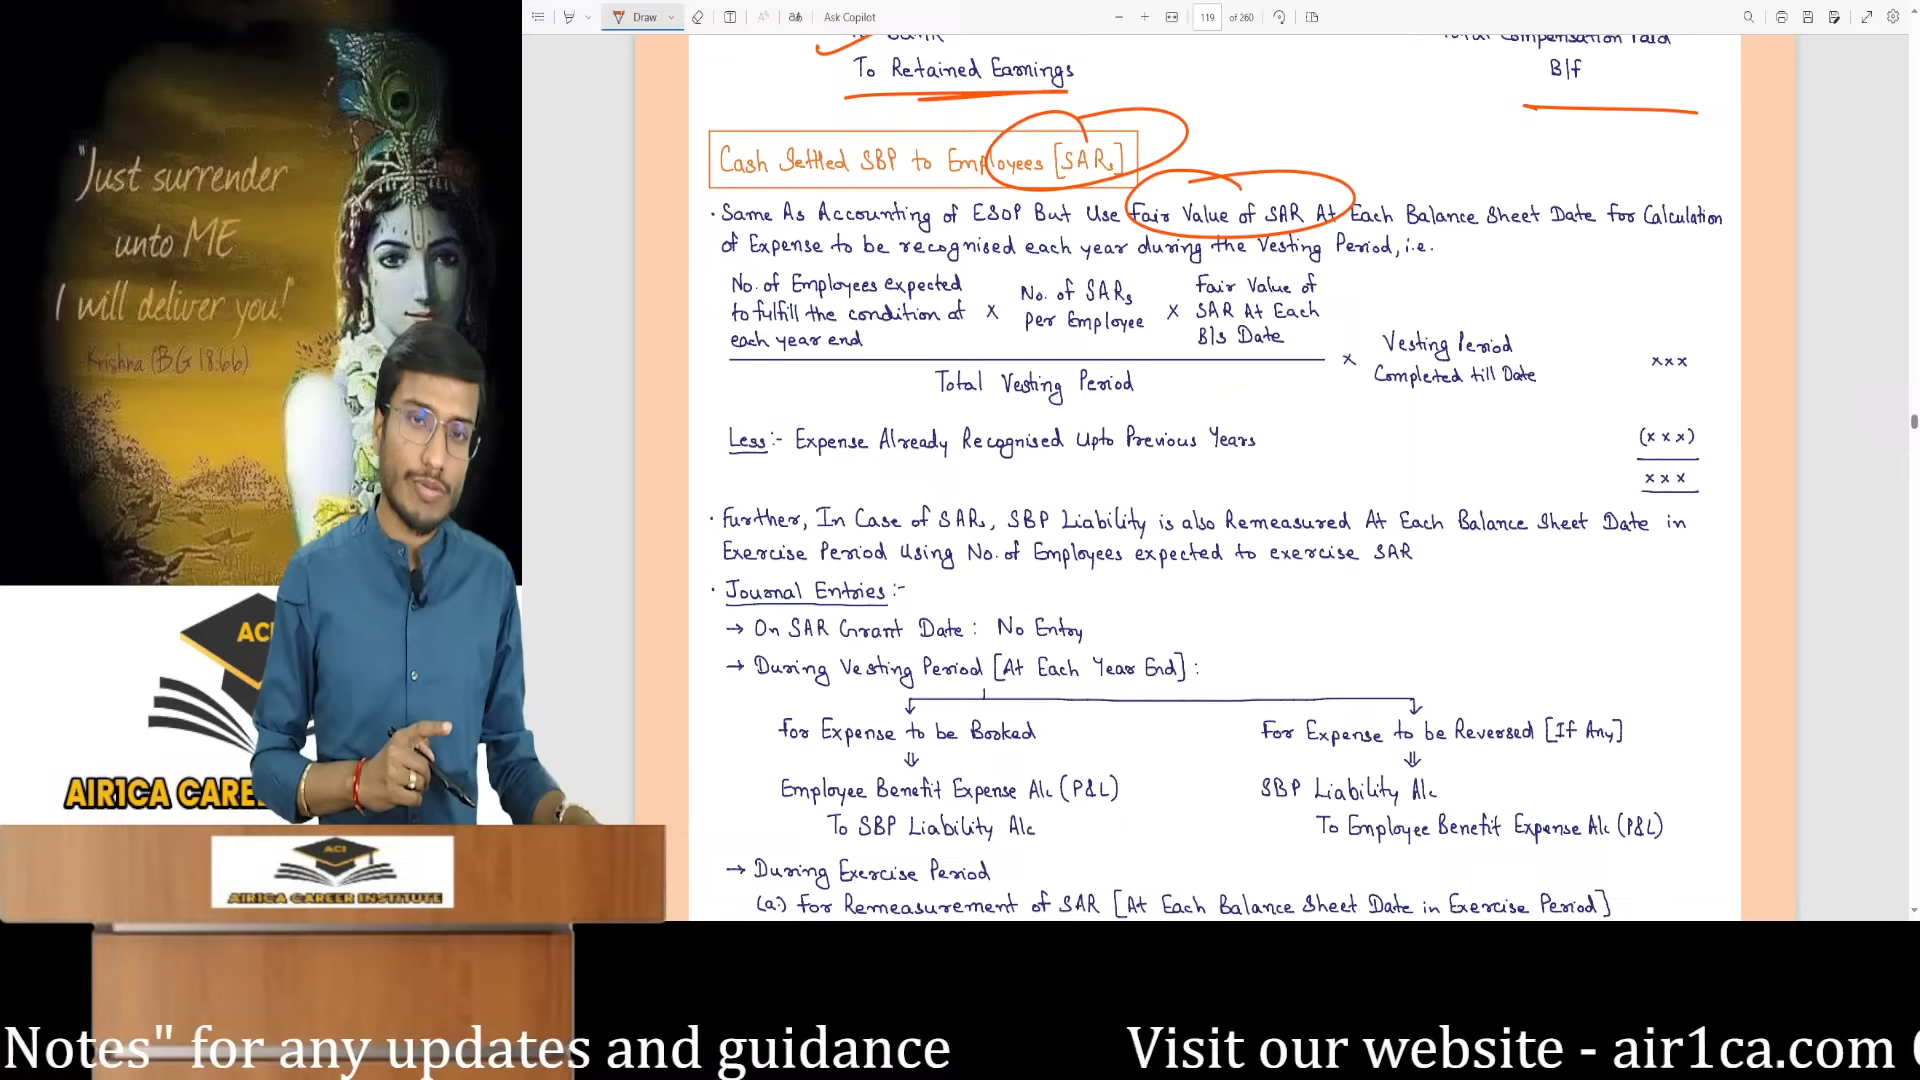 "Just surrender
unto ME
I will deliver you!"
Krishna (B.G 18.66)
ACI
AIR1CA CARE
ACI
AIR1CA CAREER INSTITUTE
Draw
Ask Copilot
119 of 260
To Bank
Total Compensation Paid
To Retained Earnings
B/f
Cash Settled SBP to Employees [SARs]
· Same As Accounting of ESOP But Use Fair Value of SAR At Each Balance Sheet Date for Calculation
of Expense to be recognised each year during the Vesting Period, i.e.
No. of Employees expected
to fulfill the condition at
each year end
×
No. of SARs
Per Employee
×
Fair Value of
SAR At Each
B/s Date
Total Vesting Period
×
Vesting Period
Completed till Date
×××
Less:- Expense Already Recognised Upto Previous Years
(×××)
×××
· Further, In Case of SARs, SBP Liability is also Remeasured At Each Balance Sheet Date in
Exercise Period Using No. of Employees expected to exercise SAR
· Journal Entries:-
→ On SAR Grant Date: No Entry
→ During Vesting Period [At Each Year End]:
For Expense to be Booked
⇓
Employee Benefit Expense A/c (P&L)
To SBP Liability A/c
For Expense to be Reversed [If Any]
⇓
SBP Liability A/c
To Employee Benefit Expense A/c (P&L)
→ During Exercise Period
(a.) For Remeasurement of SAR [At Each Balance Sheet Date in Exercise Period]
Notes" for any updates and guidance
Visit our website - air1ca.com